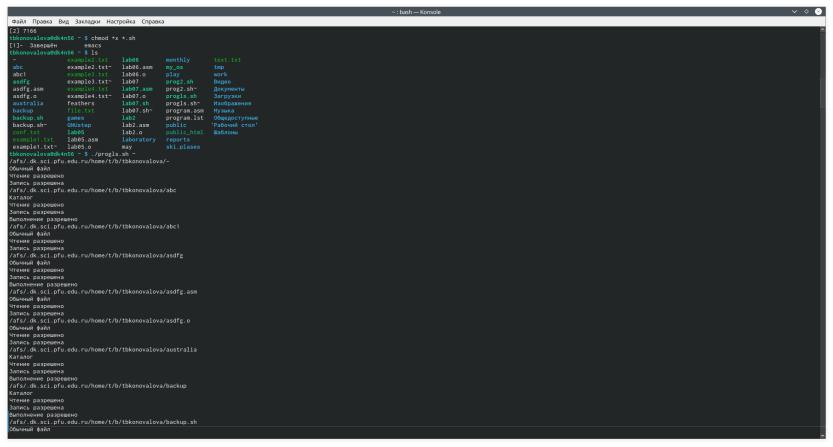 ~ : bash — Konsole
Файл Правка Вид Закладки Настройка Справка
[2] 7166
tbkonovalova@dk4n56 ~ $ chmod +x *.sh
[1]- Завершён emacs
tbkonovalova@dk4n56 ~ $ ls
~ example2.txt lab06 monthly text.txt
abc example2.txt~ lab06.asm my_os tmp
abc1 example3.txt lab06.o play work
asdfg example3.txt~ lab07 prog2.sh Видео
asdfg.asm example4.txt lab07.asm prog2.sh~ Документы
asdfg.o example4.txt~ lab07.o progls.sh Загрузки
australia feathers lab07.sh progls.sh~ Изображения
backup file.txt lab07.sh~ program.asm Музыка
backup.sh games lab2 program.lst Общедоступные
backup.sh~ GNUstep lab2.asm public 'Рабочий стол'
conf.txt lab05 lab2.o public_html Шаблоны
example1.txt lab05.asm laboratory reports
example1.txt~ lab05.o may ski.plases
tbkonovalova@dk4n56 ~ $ ./progls.sh ~
/afs/.dk.sci.pfu.edu.ru/home/t/b/tbkonovalova/~
Обычный файл
Чтение разрешено
Запись разрешена
/afs/.dk.sci.pfu.edu.ru/home/t/b/tbkonovalova/abc
Каталог
Чтение разрешено
Запись разрешена
Выполнение разрешено
/afs/.dk.sci.pfu.edu.ru/home/t/b/tbkonovalova/abc1
Обычный файл
Чтение разрешено
Запись разрешена
/afs/.dk.sci.pfu.edu.ru/home/t/b/tbkonovalova/asdfg
Обычный файл
Чтение разрешено
Запись разрешена
Выполнение разрешено
/afs/.dk.sci.pfu.edu.ru/home/t/b/tbkonovalova/asdfg.asm
Обычный файл
Чтение разрешено
Запись разрешена
/afs/.dk.sci.pfu.edu.ru/home/t/b/tbkonovalova/asdfg.o
Обычный файл
Чтение разрешено
Запись разрешена
/afs/.dk.sci.pfu.edu.ru/home/t/b/tbkonovalova/australia
Каталог
Чтение разрешено
Запись разрешена
Выполнение разрешено
/afs/.dk.sci.pfu.edu.ru/home/t/b/tbkonovalova/backup
Каталог
Чтение разрешено
Запись разрешена
Выполнение разрешено
/afs/.dk.sci.pfu.edu.ru/home/t/b/tbkonovalova/backup.sh
Обычный файл